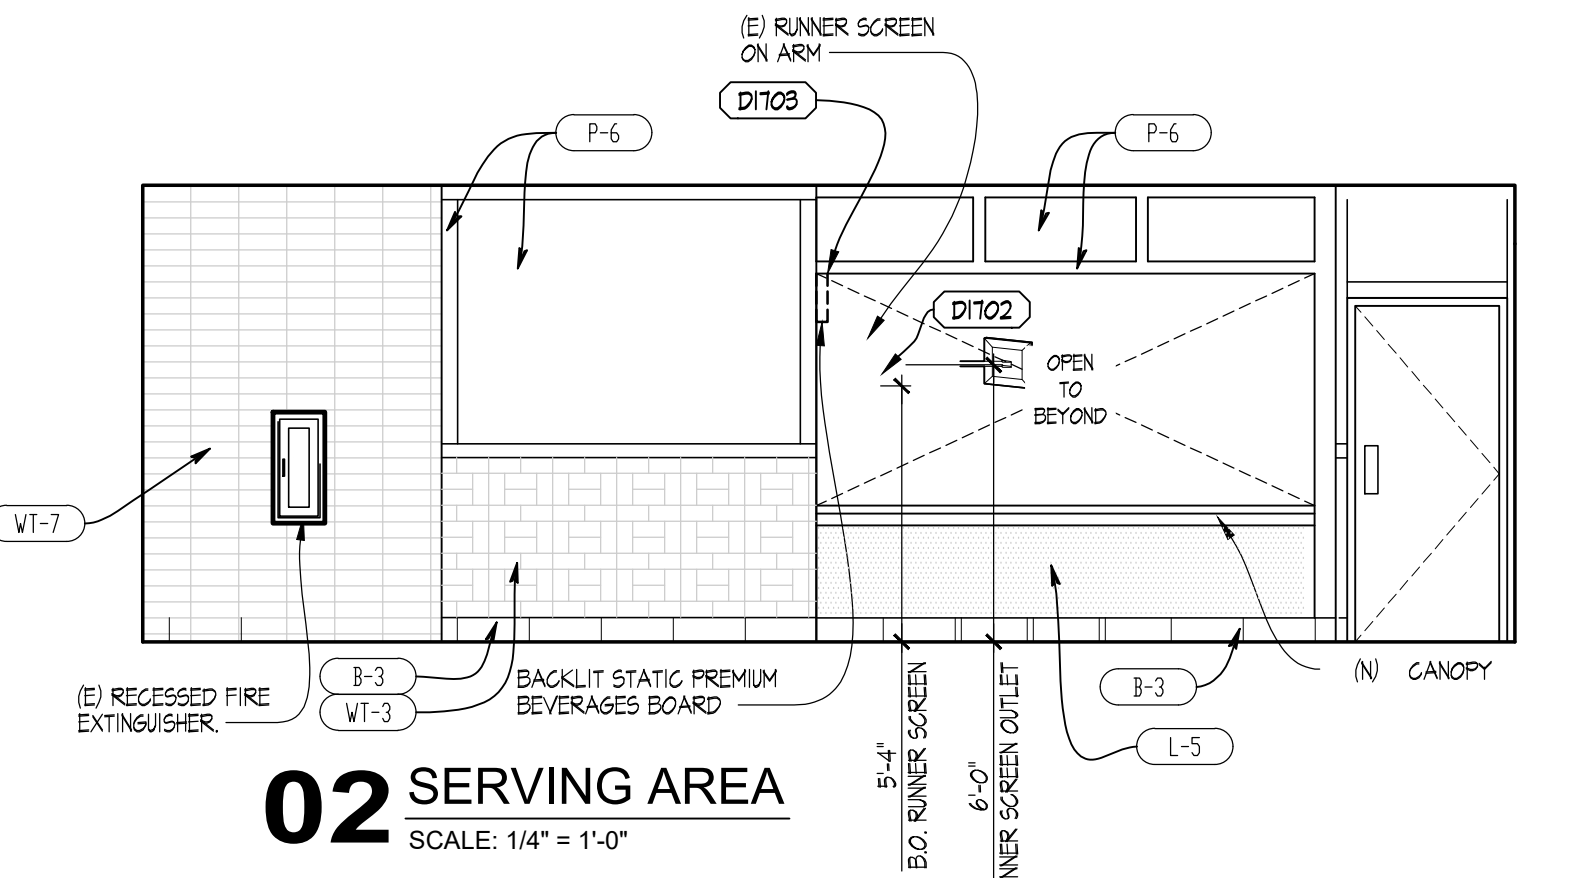 (E) RUNNER SCREEN
ON ARM
D1703
P-6
P-6
D1702
OPEN
TO
BEYOND
WT-7
(E) RECESSED FIRE
EXTINGUISHER.
B-3
WT-3
BACKLIT STATIC PREMIUM
BEVERAGES BOARD
5'-4"
B.O. RUNNER SCREEN
6'-0"
SCREEN OUTLET
B-3
(N) CANOPY
L-5
02 SERVING AREA
SCALE: 1/4" = 1'-0"